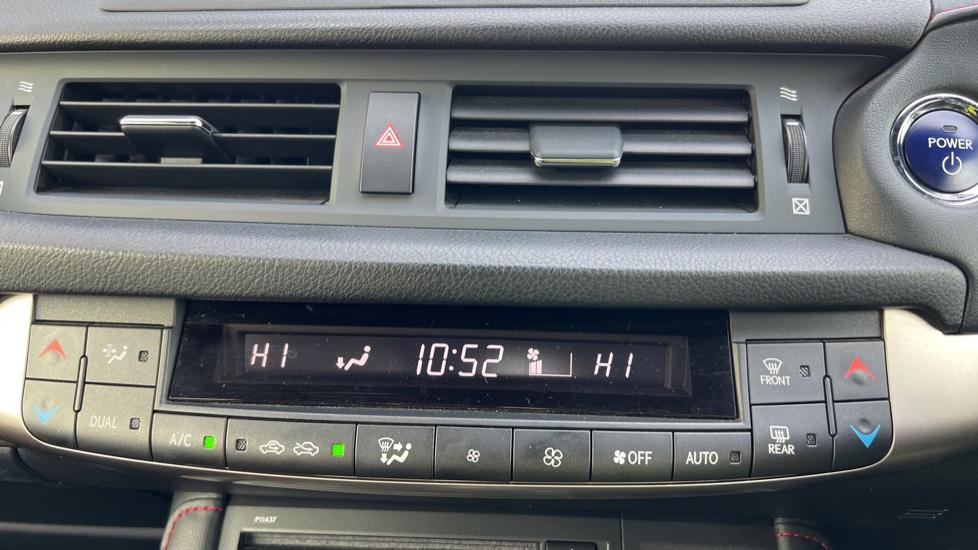 POWER
HI 10:52 HI
FRONT
DUAL
A/C
OFF
AUTO
REAR
P11437